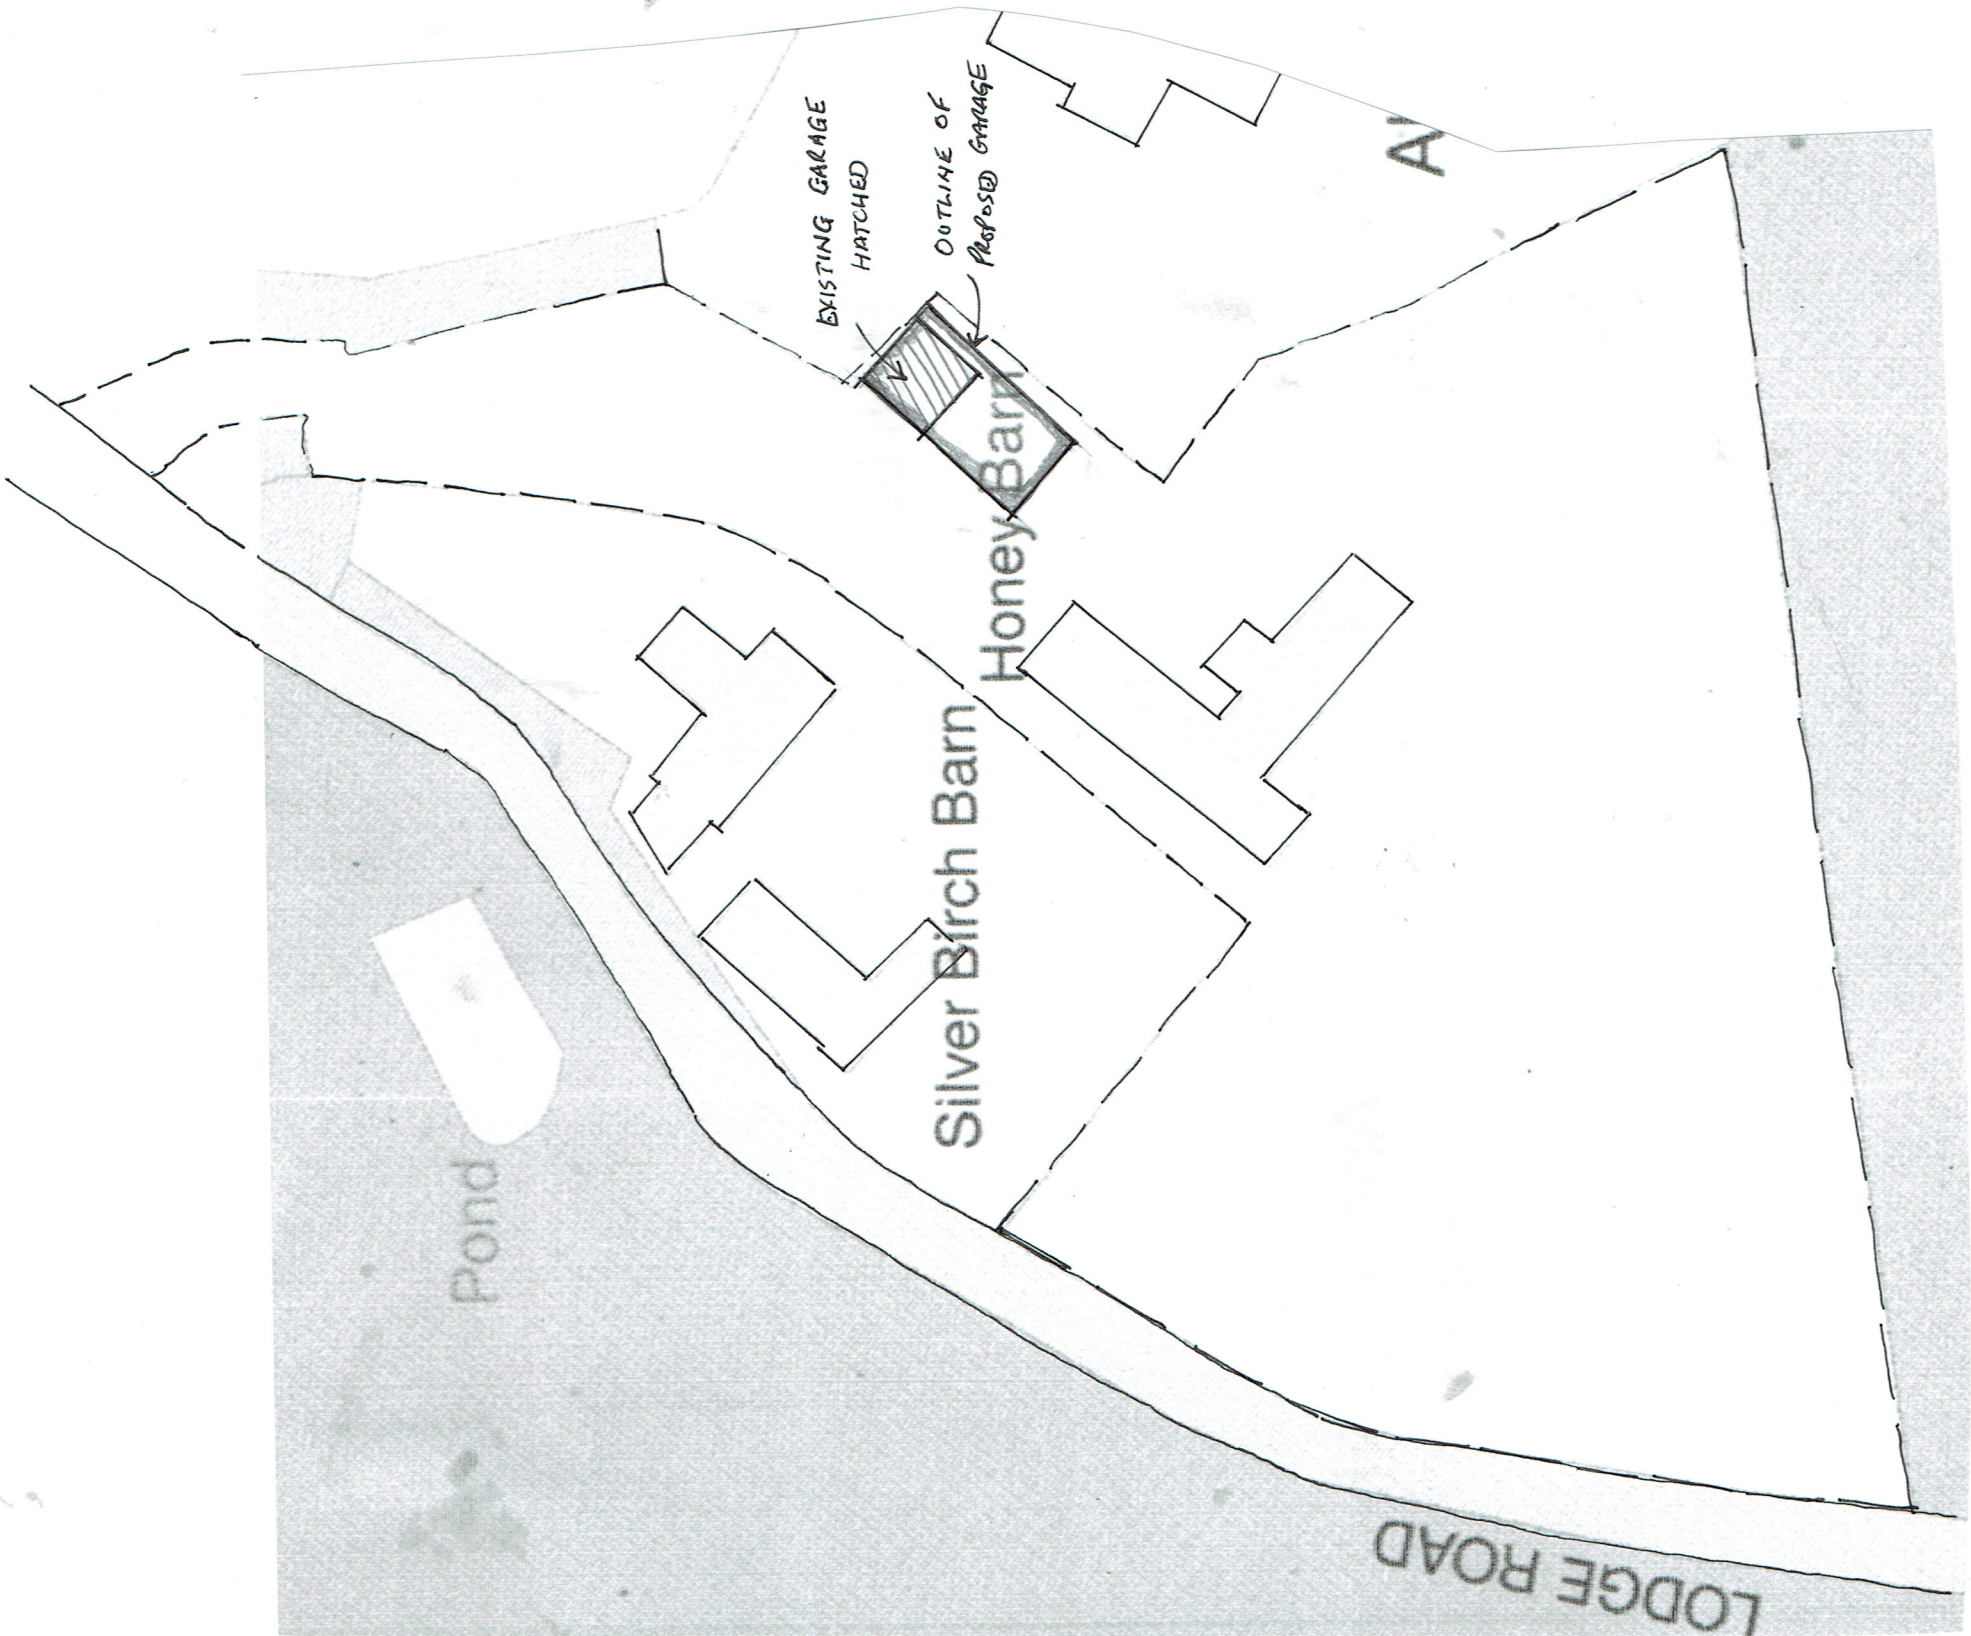 EXISTING GARAGE
HATCHED
OUTLINE OF
PROPOSED GARAGE
Honey Barn
Silver Birch Barn
Pond
LODGE ROAD